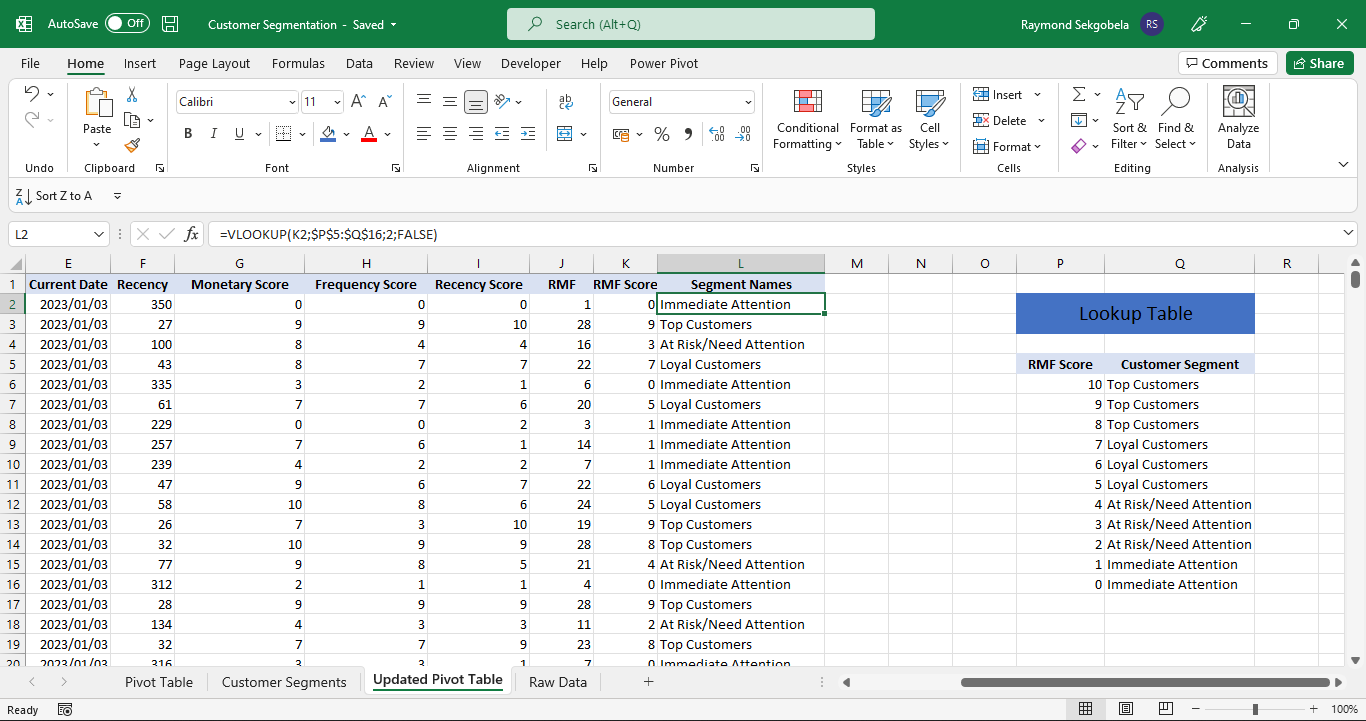 AutoSave Off Customer Segmentation - Saved Search (Alt+Q) Raymond Sekgobela RS
File Home Insert Page Layout Formulas Data Review View Developer Help Power Pivot Comments Share
Calibri 11 General Insert
Paste B I U A % Conditional Formatting Format as Table Cell Styles Delete Sort & Filter Find & Select Analyze Data
Format
Undo Clipboard Font Alignment Number Styles Cells Editing Analysis
Sort Z to A
L2 fx =VLOOKUP(K2;$P$5:$Q$16;2;FALSE)
E F G H I J K L M N O P Q R
1 Current Date Recency Monetary Score Frequency Score Recency Score RMF RMF Score Segment Names
2 2023/01/03 350 0 0 0 1 0 Immediate Attention Lookup Table
3 2023/01/03 27 9 9 10 28 9 Top Customers
4 2023/01/03 100 8 4 4 16 3 At Risk/Need Attention
5 2023/01/03 43 8 7 7 22 7 Loyal Customers RMF Score Customer Segment
6 2023/01/03 335 3 2 1 6 0 Immediate Attention 10 Top Customers
7 2023/01/03 61 7 7 6 20 5 Loyal Customers 9 Top Customers
8 2023/01/03 229 0 0 2 3 1 Immediate Attention 8 Top Customers
9 2023/01/03 257 7 6 1 14 1 Immediate Attention 7 Loyal Customers
10 2023/01/03 239 4 2 2 7 1 Immediate Attention 6 Loyal Customers
11 2023/01/03 47 9 6 7 22 6 Loyal Customers 5 Loyal Customers
12 2023/01/03 58 10 8 6 24 5 Loyal Customers 4 At Risk/Need Attention
13 2023/01/03 26 7 3 10 19 9 Top Customers 3 At Risk/Need Attention
14 2023/01/03 32 10 9 9 28 8 Top Customers 2 At Risk/Need Attention
15 2023/01/03 77 9 8 5 21 4 At Risk/Need Attention 1 Immediate Attention
16 2023/01/03 312 2 1 1 4 0 Immediate Attention 0 Immediate Attention
17 2023/01/03 28 9 9 9 28 9 Top Customers
18 2023/01/03 134 4 3 3 11 2 At Risk/Need Attention
19 2023/01/03 32 7 7 9 23 8 Top Customers
20 2023/01/03 316 3 3 1 7 0 Immediate Attention
Pivot Table Customer Segments Updated Pivot Table Raw Data
Ready 100%